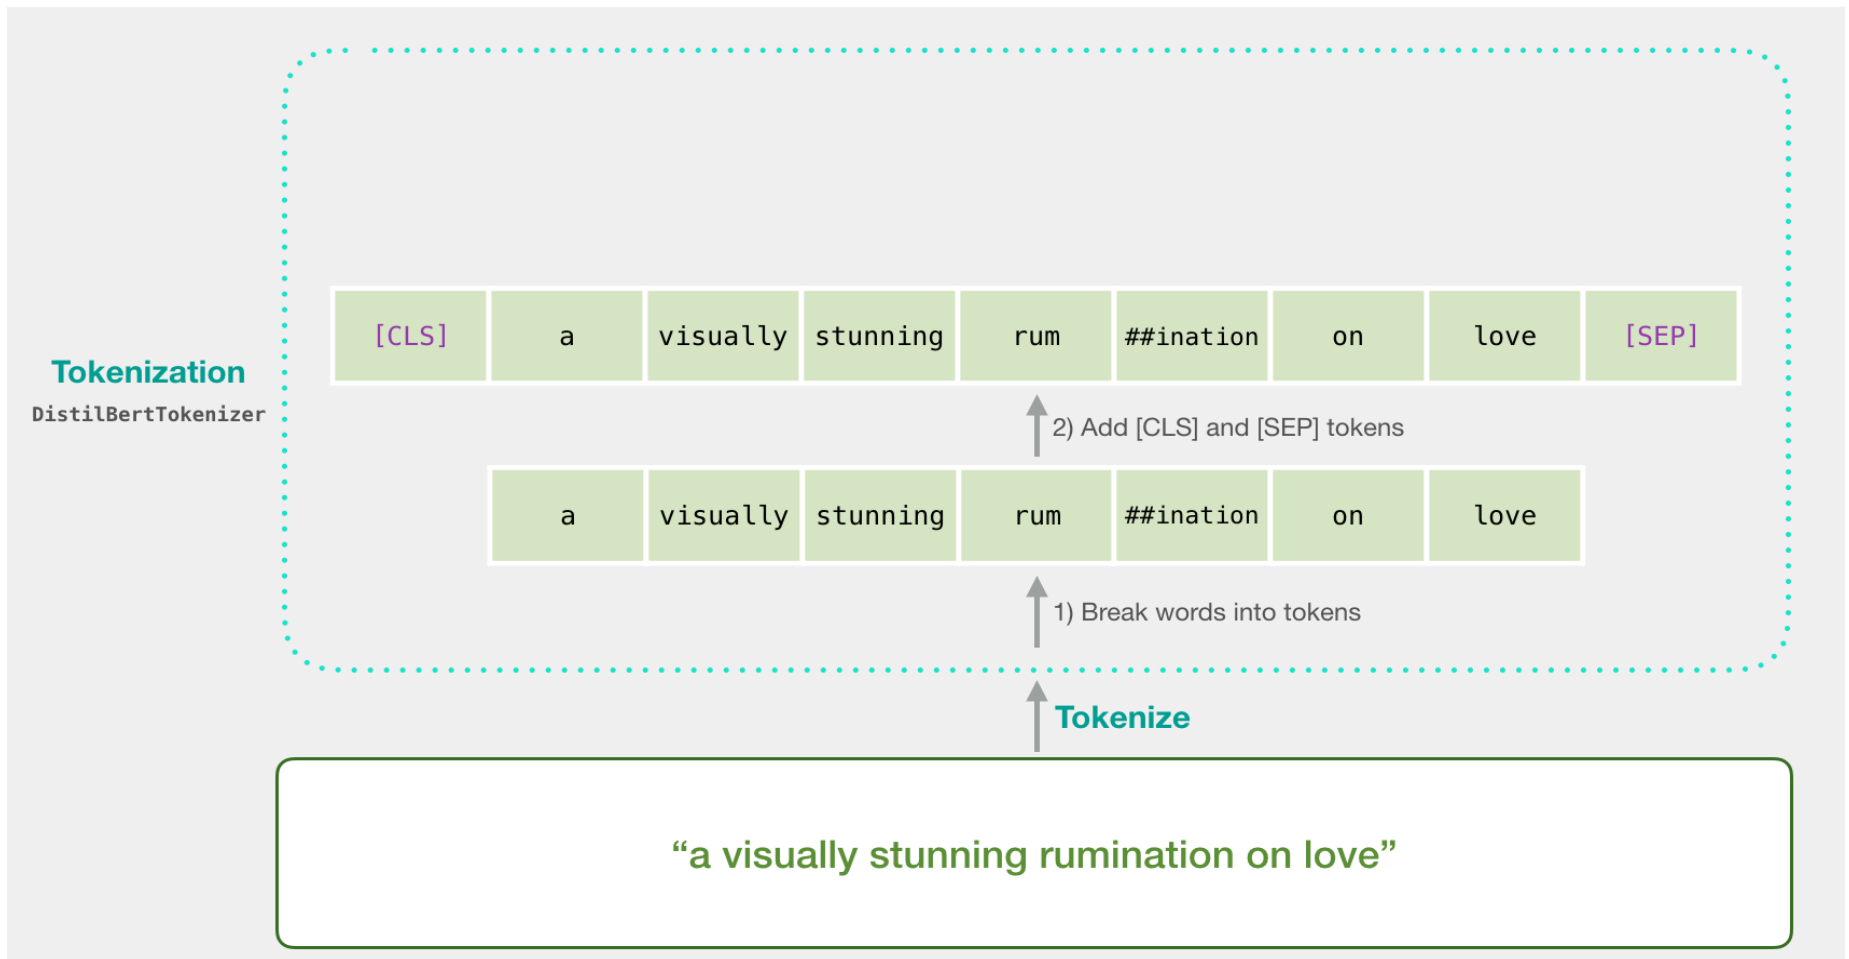 [CLS] a visually stunning rum ##ination on love [SEP]
Tokenization
DistilBertTokenizer
2) Add [CLS] and [SEP] tokens
a visually stunning rum ##ination on love
1) Break words into tokens
Tokenize
“a visually stunning rumination on love”